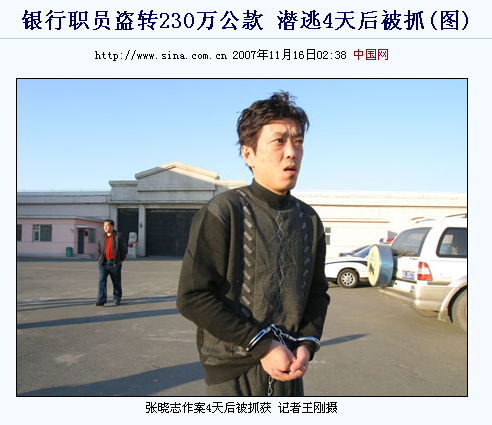 银行职员盗转230万公款 潜逃4天后被抓(图)
http://www.sina.com.cn 2007年11月16日02:38 中国网
张晓志作案4天后被抓获 记者王刚摄